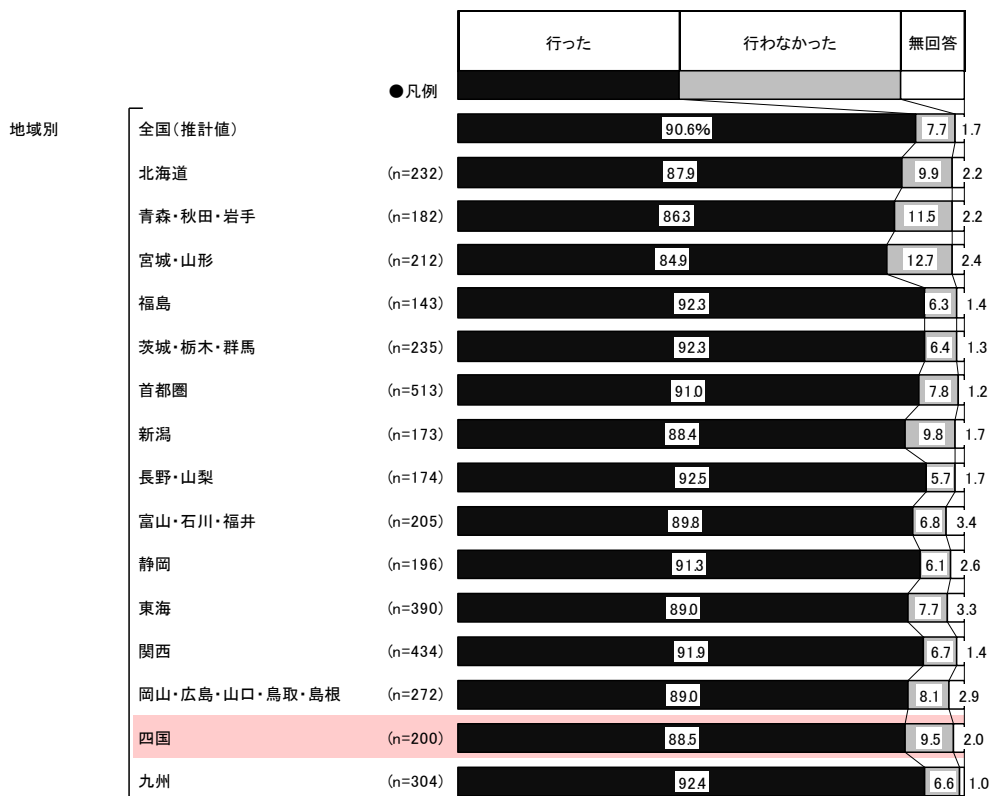 行った 行わなかった 無回答
●凡例
地域別 全国(推計値) 90.6% 7.7 1.7
北海道 (n=232) 87.9 9.9 2.2
青森・秋田・岩手 (n=182) 86.3 11.5 2.2
宮城・山形 (n=212) 84.9 12.7 2.4
福島 (n=143) 92.3 6.3 1.4
茨城・栃木・群馬 (n=235) 92.3 6.4 1.3
首都圏 (n=513) 91.0 7.8 1.2
新潟 (n=173) 88.4 9.8 1.7
長野・山梨 (n=174) 92.5 5.7 1.7
富山・石川・福井 (n=205) 89.8 6.8 3.4
静岡 (n=196) 91.3 6.1 2.6
東海 (n=390) 89.0 7.7 3.3
関西 (n=434) 91.9 6.7 1.4
岡山・広島・山口・鳥取・島根 (n=272) 89.0 8.1 2.9
四国 (n=200) 88.5 9.5 2.0
九州 (n=304) 92.4 6.6 1.0